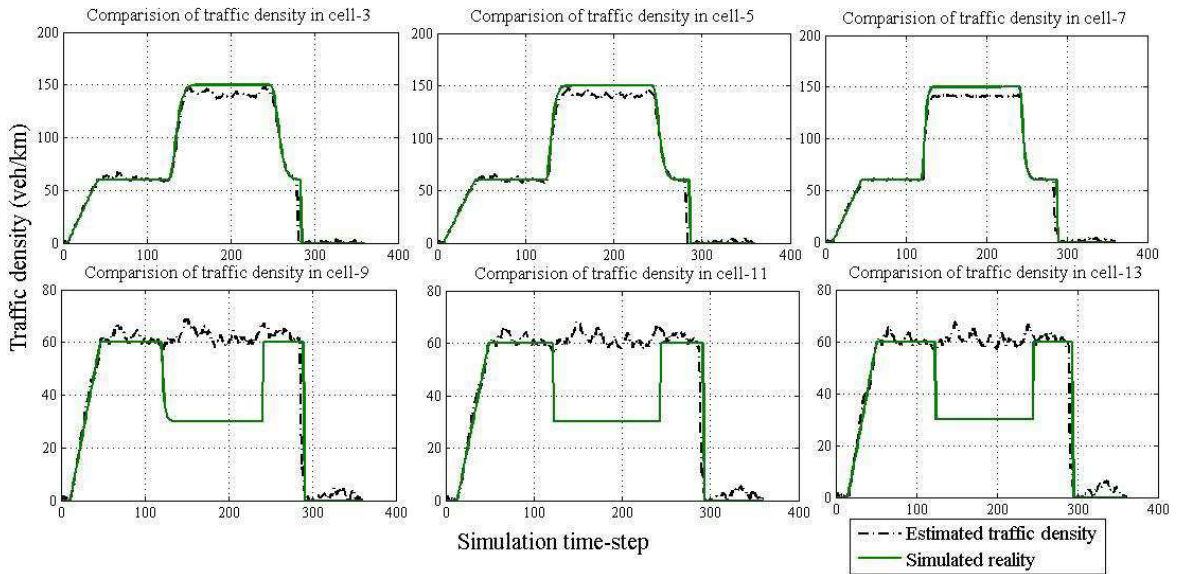 Comparision of traffic density in cell-3
Comparision of traffic density in cell-5
Comparision of traffic density in cell-7
200
150
100
50
0
0 100 200 300 400
200
150
100
50
0
0 100 200 300 400
200
150
100
50
0
0 100 200 300 400
Traffic density (veh/km)
Comparision of traffic density in cell-9
Comparision of traffic density in cell-11
Comparision of traffic density in cell-13
80
60
40
20
0
0 100 200 300 400
80
60
40
20
0
0 100 200 300 400
80
60
40
20
0
0 100 200 300 400
Simulation time-step
Estimated traffic density
Simulated reality